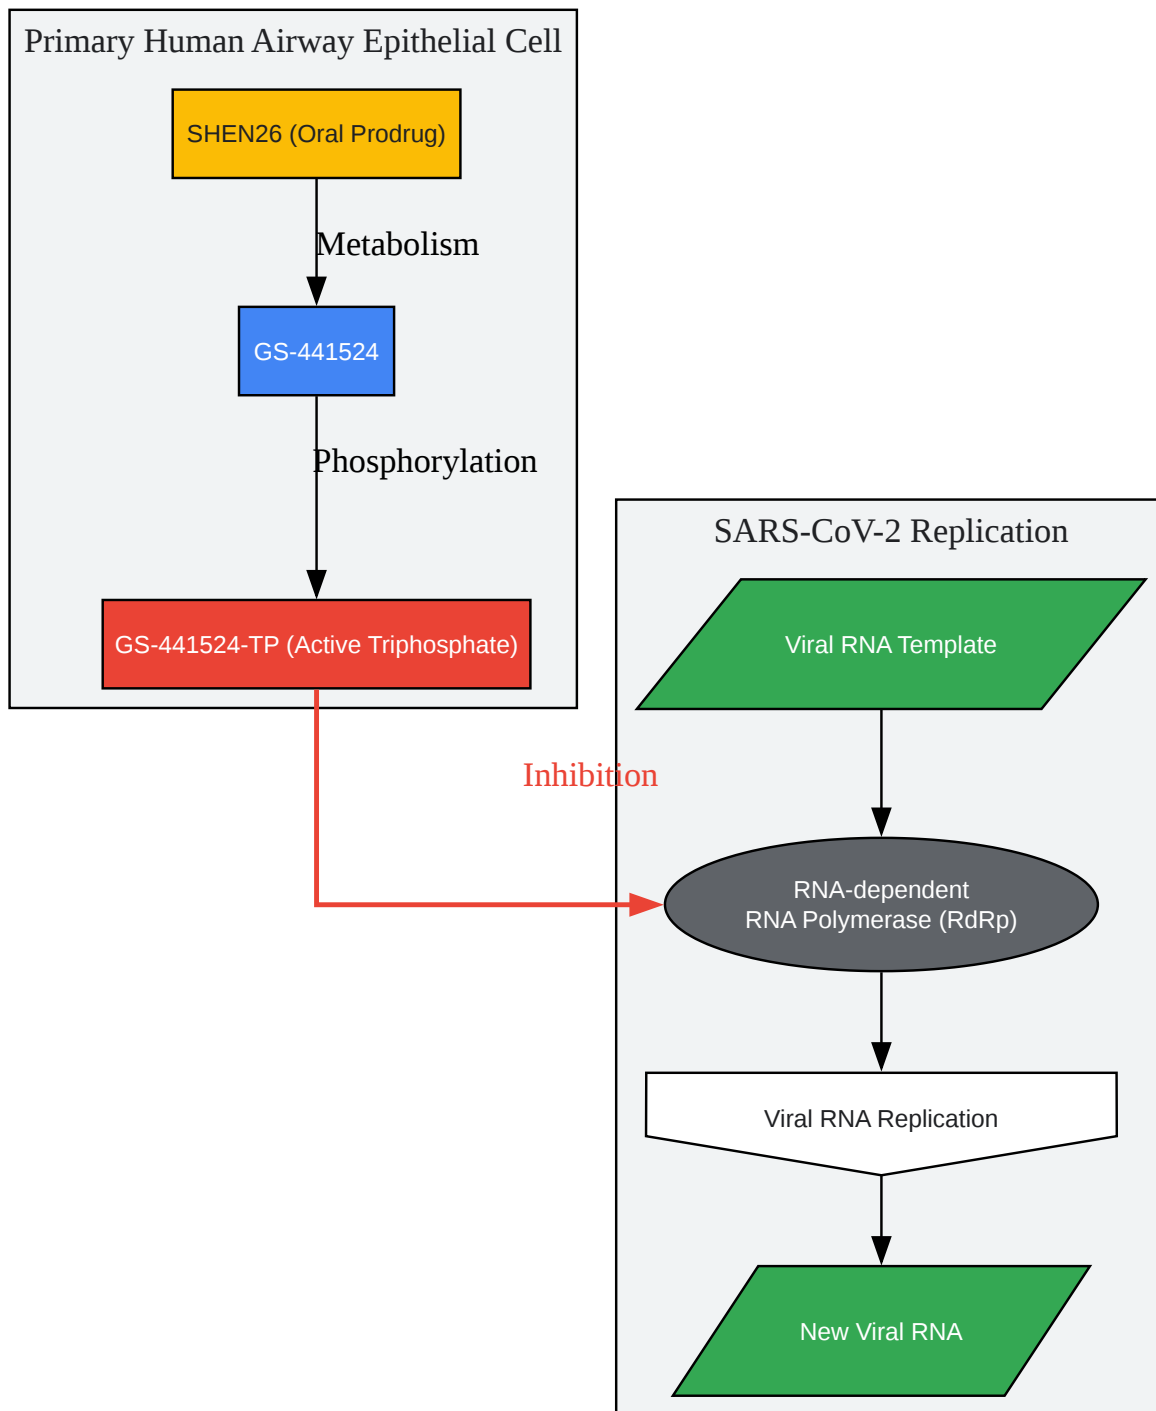 Primary Human Airway Epithelial Cell
SHEN26 (Oral Prodrug)
Metabolism
GS-441524
Phosphorylation
GS-441524-TP (Active Triphosphate)
Inhibition
SARS-CoV-2 Replication
Viral RNA Template
RNA-dependent
RNA Polymerase (RdRp)
Viral RNA Replication
New Viral RNA